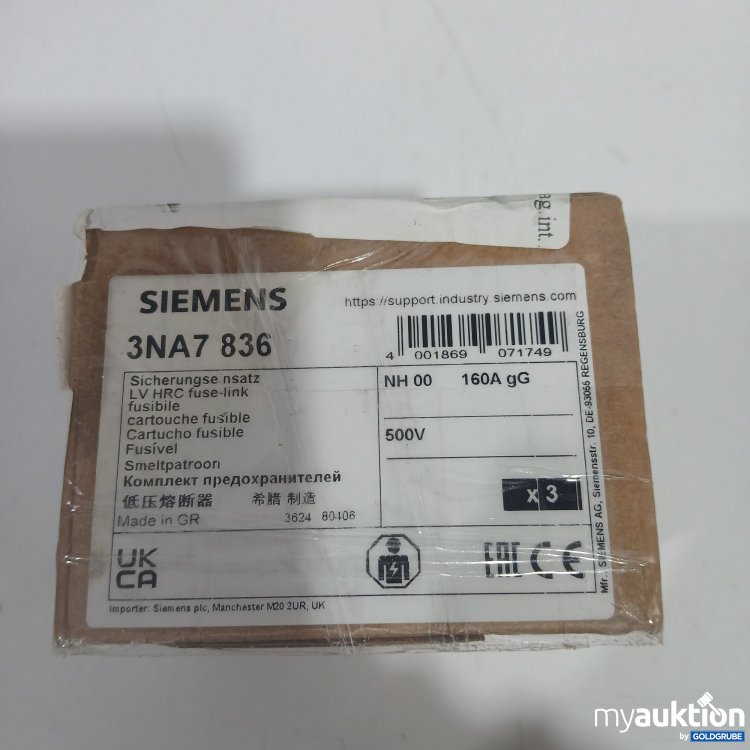 ag.int.
SIEMENS
https://support.industry.siemens.com
3NA7 836
4 001869 071749
Sicherungseinsatz
LV HRC fuse-link
fusibile
cartouche fusible
Cartucho fusible
Fusível
Smeltpatroon
Комплект предохранителей
低压熔断器 希腊 制造
Made in GR 3624 80406
NH 00 160A gG
500V
x 3
UK
CA
EAC CE
Importer: Siemens plc, Manchester M20 2UR, UK
Mfr.: SIEMENS AG, Siemensstr. 10, DE-93055 REGENSBURG
myauktion
by GOLDGRUBE